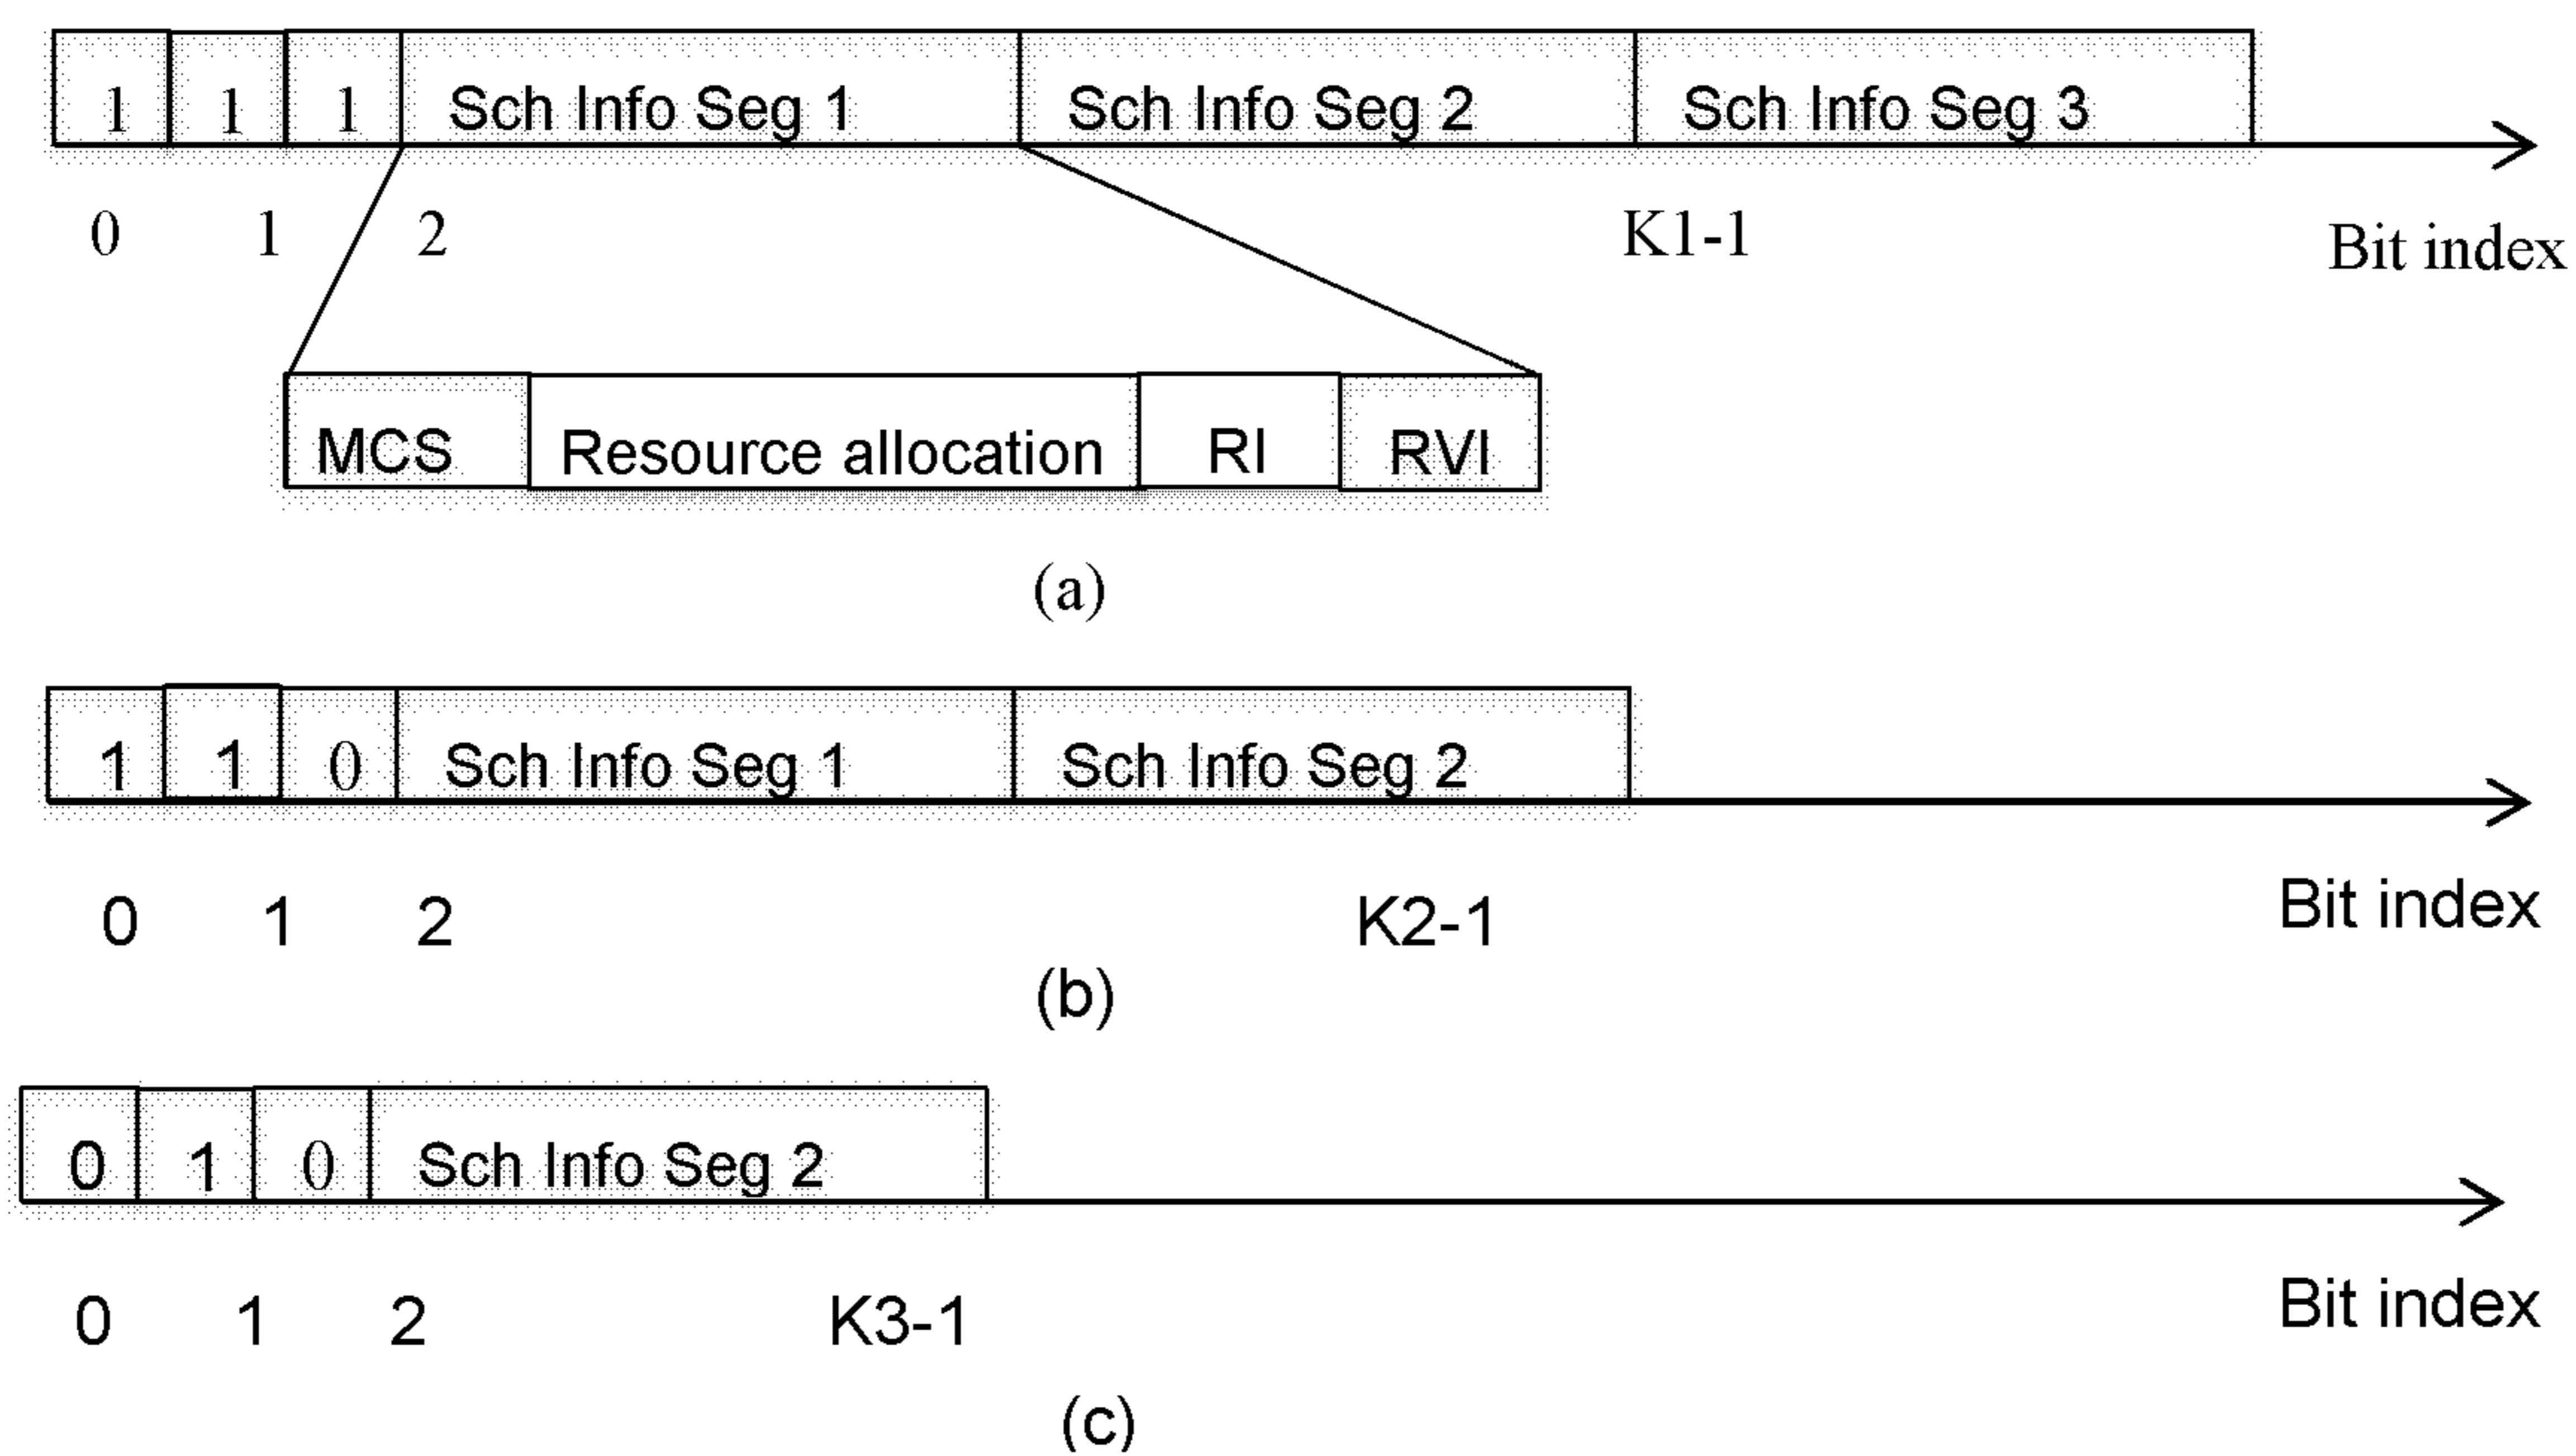 1 1 1 Sch Info Seg 1 Sch Info Seg 2 Sch Info Seg 3
0 1 2 K1-1 Bit index
MCS Resource allocation RI RVI
(a)
1 1 0 Sch Info Seg 1 Sch Info Seg 2
0 1 2 K2-1 Bit index
(b)
0 1 0 Sch Info Seg 2
0 1 2 K3-1 Bit index
(c)